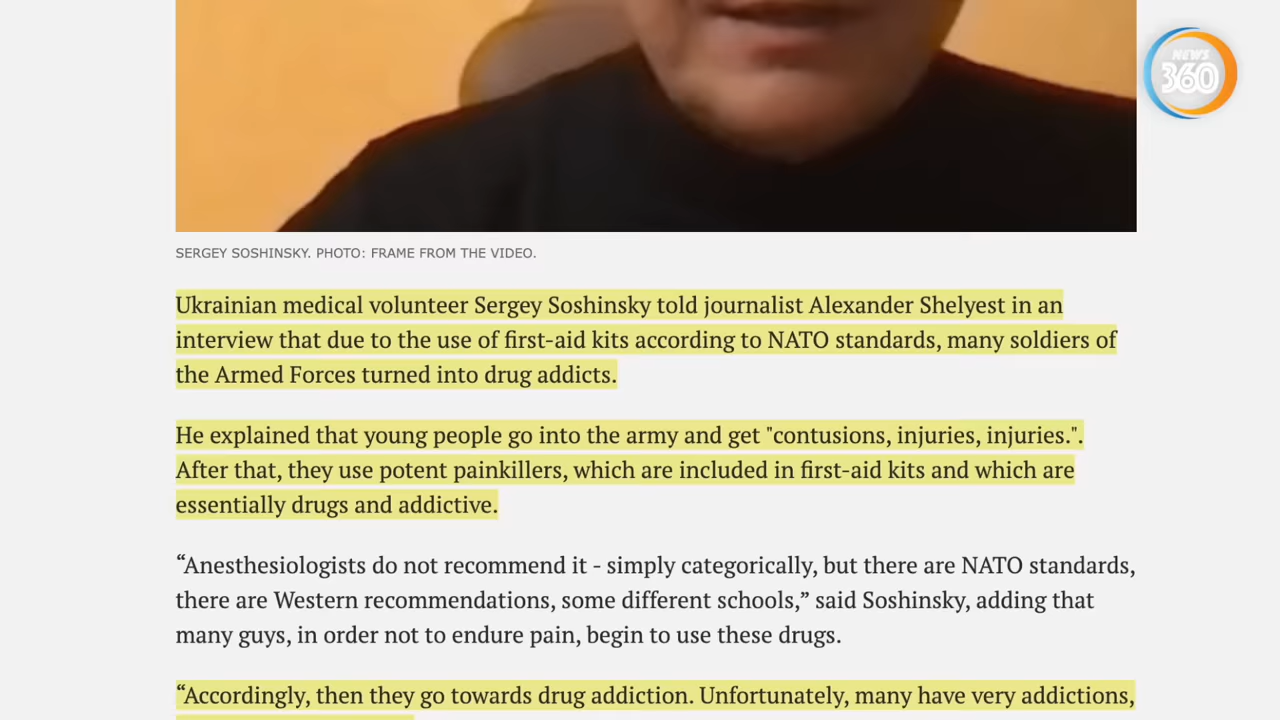 NEWS
360
SERGEY SOSHINSKY. PHOTO: FRAME FROM THE VIDEO.
Ukrainian medical volunteer Sergey Soshinsky told journalist Alexander Shelyest in an
interview that due to the use of first-aid kits according to NATO standards, many soldiers of
the Armed Forces turned into drug addicts.
He explained that young people go into the army and get "contusions, injuries, injuries.".
After that, they use potent painkillers, which are included in first-aid kits and which are
essentially drugs and addictive.
“Anesthesiologists do not recommend it - simply categorically, but there are NATO standards,
there are Western recommendations, some different schools,” said Soshinsky, adding that
many guys, in order not to endure pain, begin to use these drugs.
“Accordingly, then they go towards drug addiction. Unfortunately, many have very addictions,